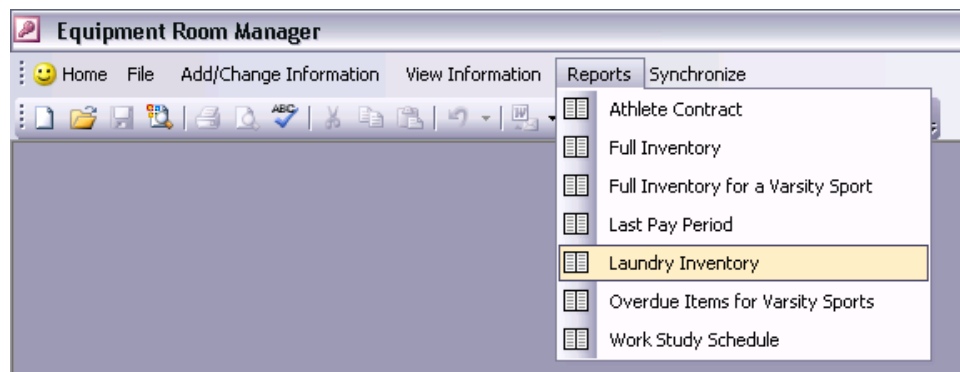 Equipment Room Manager
Home File Add/Change Information View Information Reports Synchronize
ABC
W
Athlete Contract
Full Inventory
Full Inventory for a Varsity Sport
Last Pay Period
Laundry Inventory
Overdue Items for Varsity Sports
Work Study Schedule